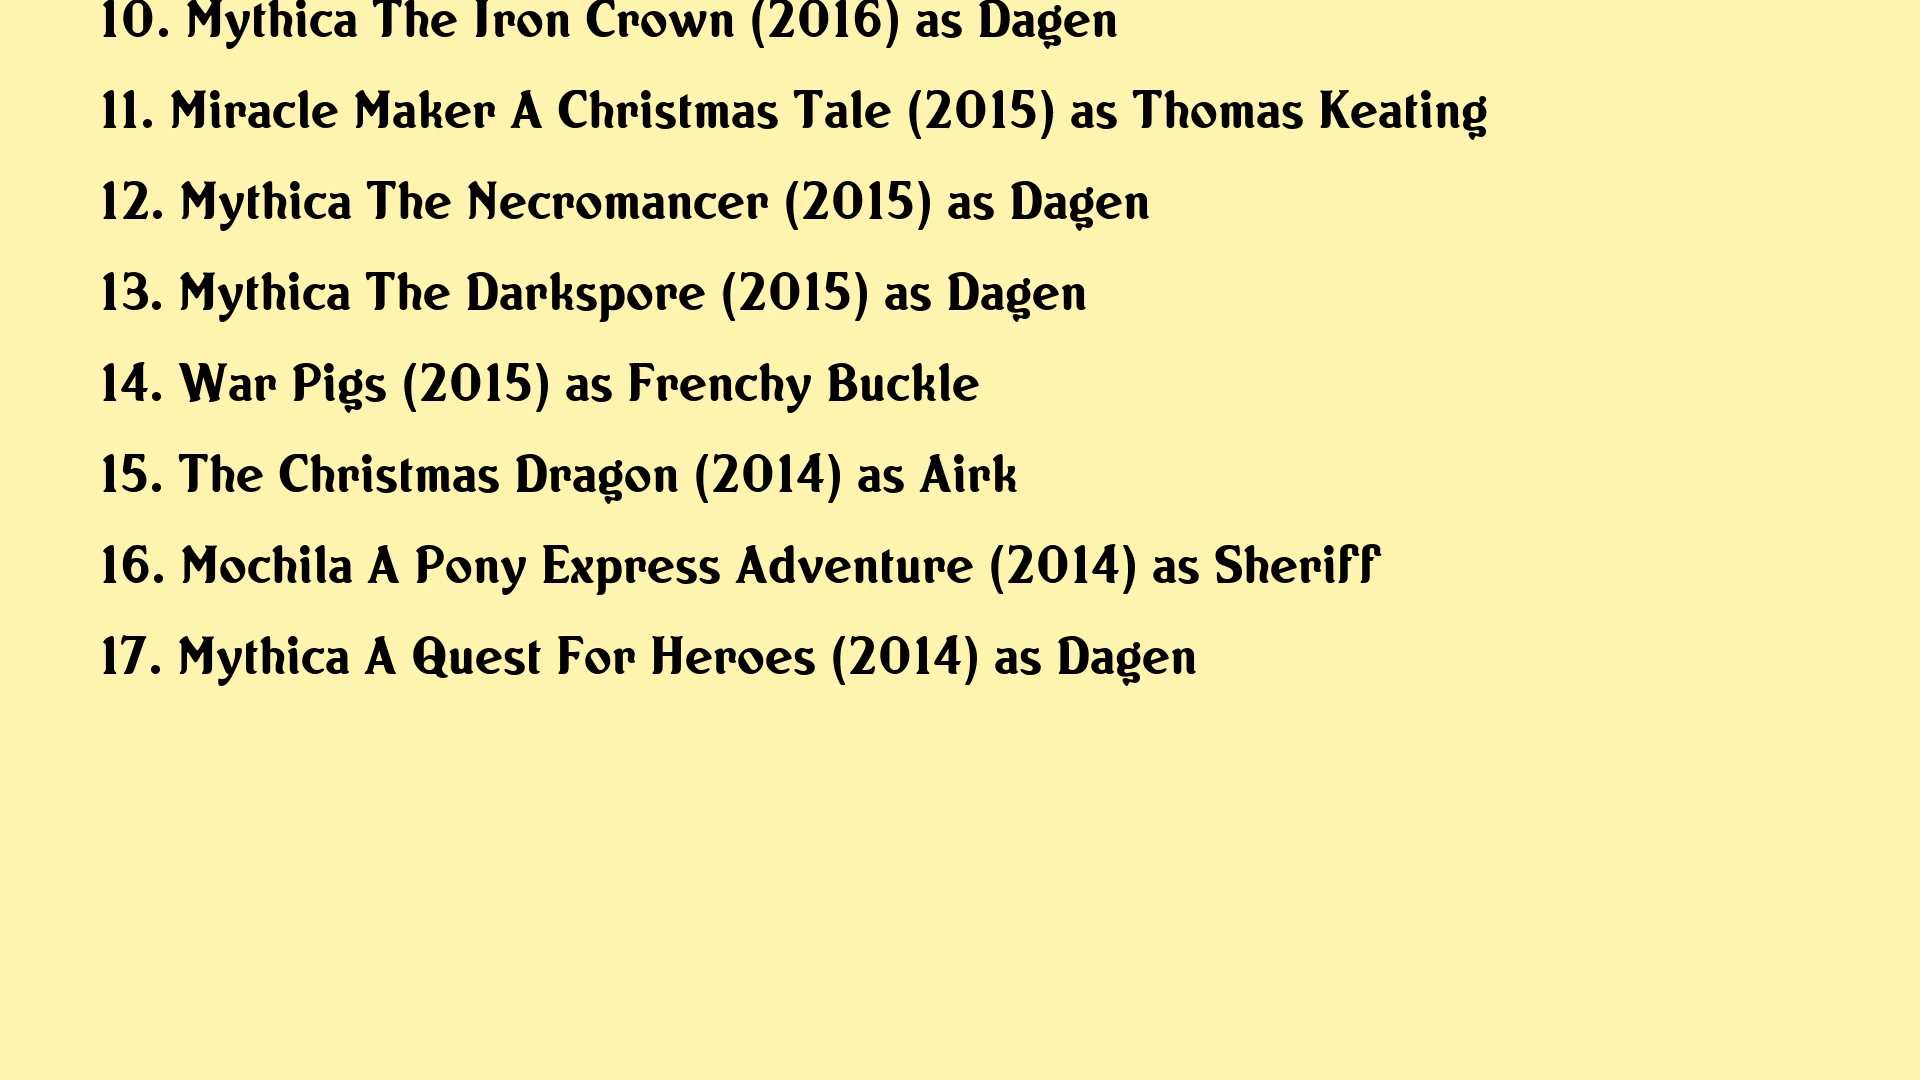 10. Mythica The Iron Crown (2016) as Dagen
11. Miracle Maker A Christmas Tale (2015) as Thomas Keating
12. Mythica The Necromancer (2015) as Dagen
13. Mythica The Darkspore (2015) as Dagen
14. War Pigs (2015) as Frenchy Buckle
15. The Christmas Dragon (2014) as Airk
16. Mochila A Pony Express Adventure (2014) as Sheriff
17. Mythica A Quest For Heroes (2014) as Dagen